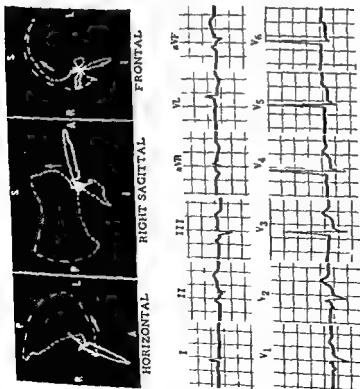 S S
P
L P A R L
R
A I I
HORIZONTAL RIGHT SAGITTAL FRONTAL
I II III aVR VL aVF
V1 V2 V3 V4 V5 V6